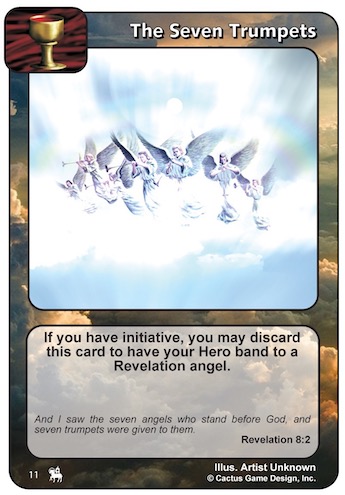 The Seven Trumpets
If you have initiative, you may discard
this card to have your Hero band to a
Revelation angel.
And I saw the seven angels who stand before God, and
seven trumpets were given to them.
Revelation 8:2
Illus. Artist Unknown
11
© Cactus Game Design, Inc.